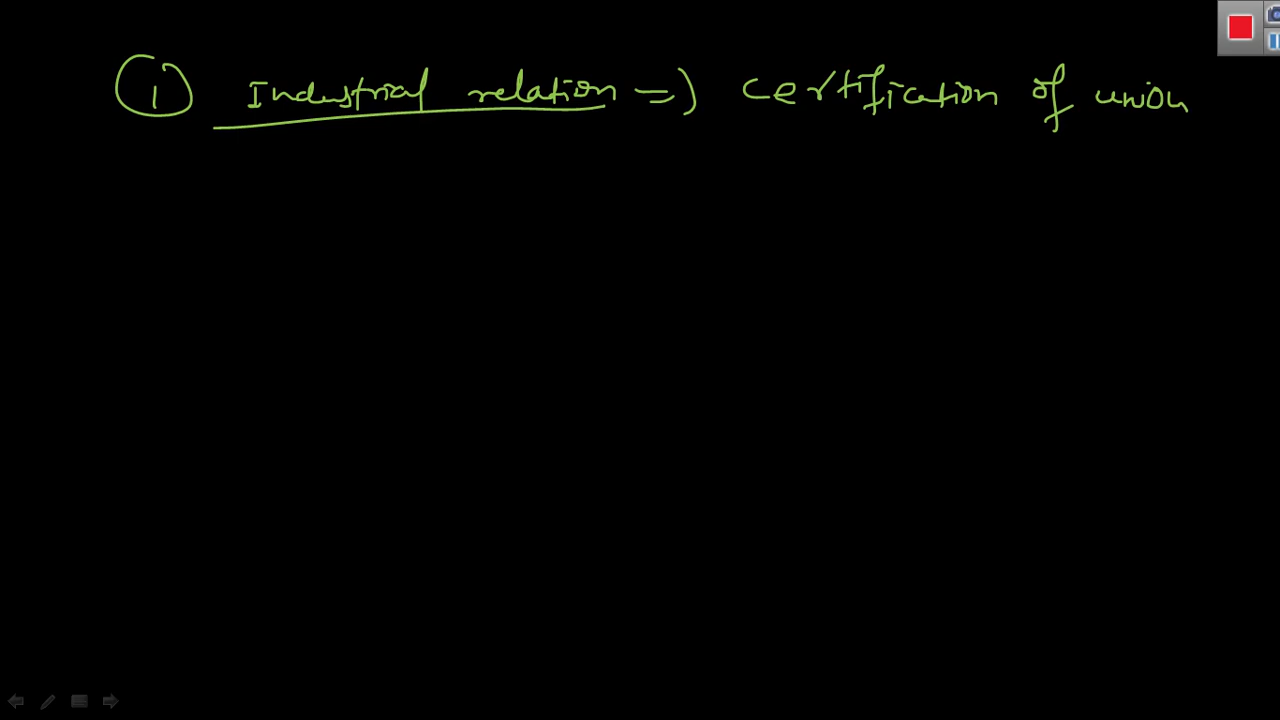 ① Industrial relation => certification of union